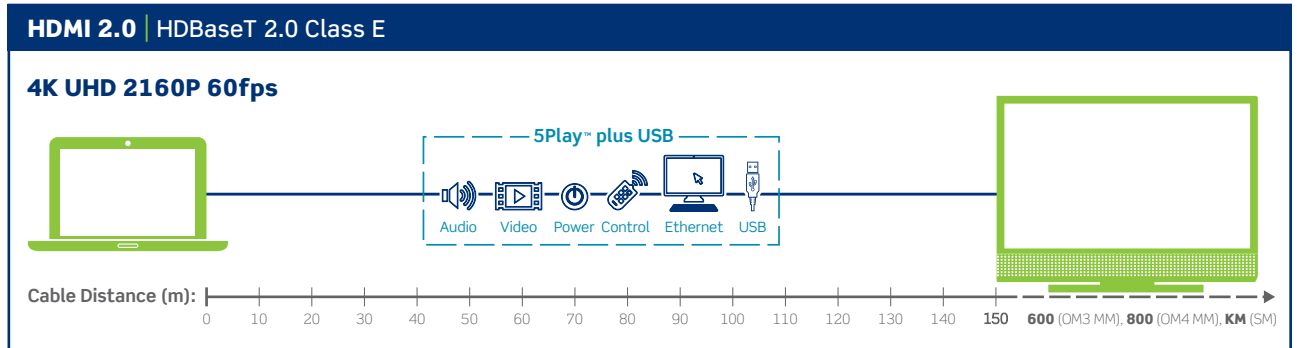 HDMI 2.0 | HDBaseT 2.0 Class E
4K UHD 2160P 60fps
5Play™ plus USB
Audio Video Power Control Ethernet USB
Cable Distance (m):
0 10 20 30 40 50 60 70 80 90 100 110 120 130 140 150 600 (OM3 MM), 800 (OM4 MM), KM (SM)